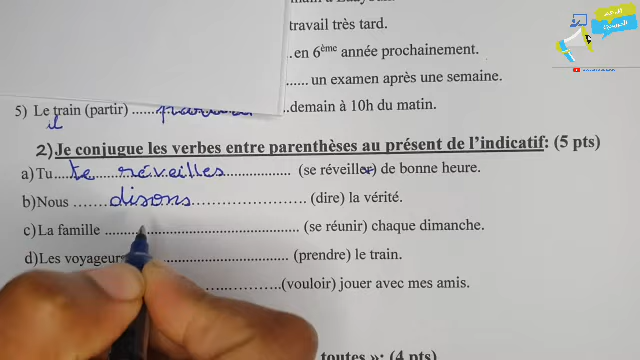 travail très tard.
en 6ème année prochainement.
...... un examen après une semaine.
5) Le train (partir) ...... ..demain à 10h du matin.
il
2) Je conjugue les verbes entre parenthèses au présent de l'indicatif: (5 pts)
a) Tu... te réveilles ............ (se réveiller) de bonne heure.
b) Nous ...... disons ........................ (dire) la vérité.
c) La famille ............................................ (se réunir) chaque dimanche.
d) Les voyageurs ............................ (prendre) le train.
................(vouloir) jouer avec mes amis.
toutes »: (4 pts)